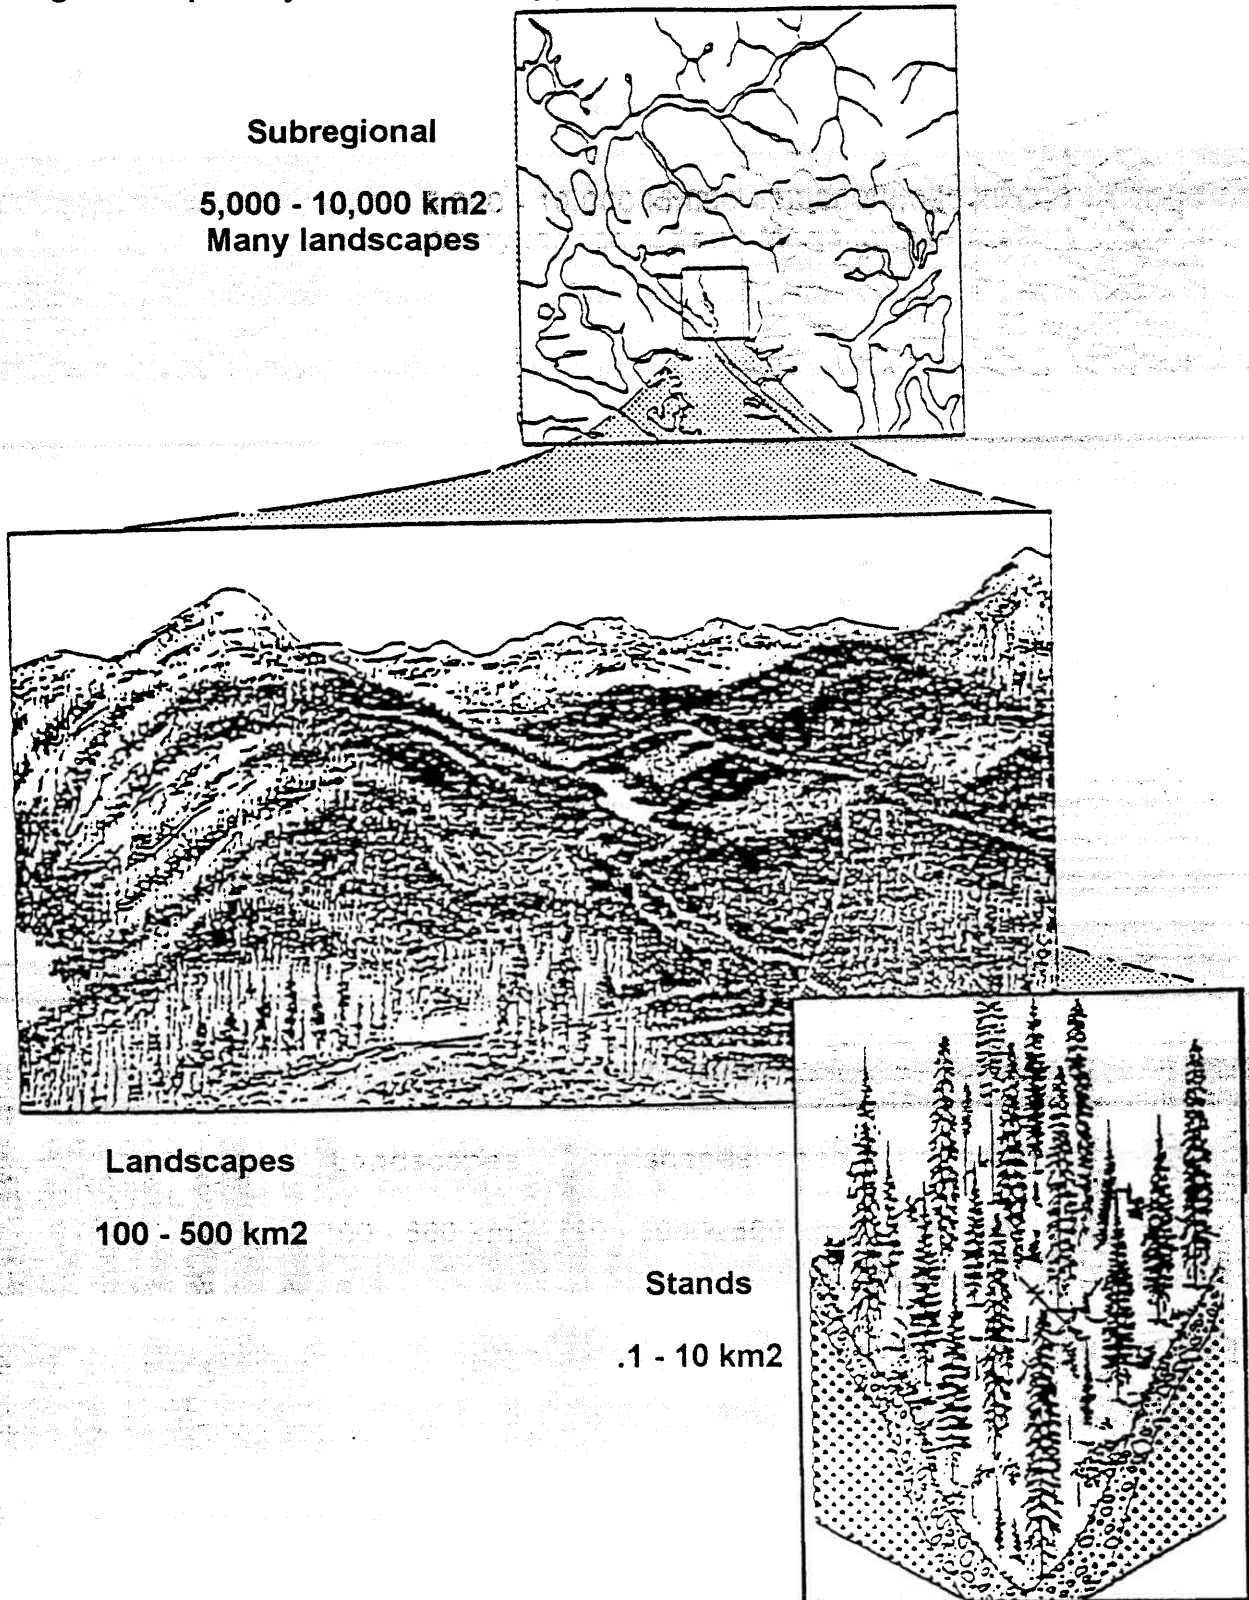 Subregional
5,000 - 10,000 km2
Many landscapes
Landscapes
100 - 500 km2
Stands
.1 - 10 km2